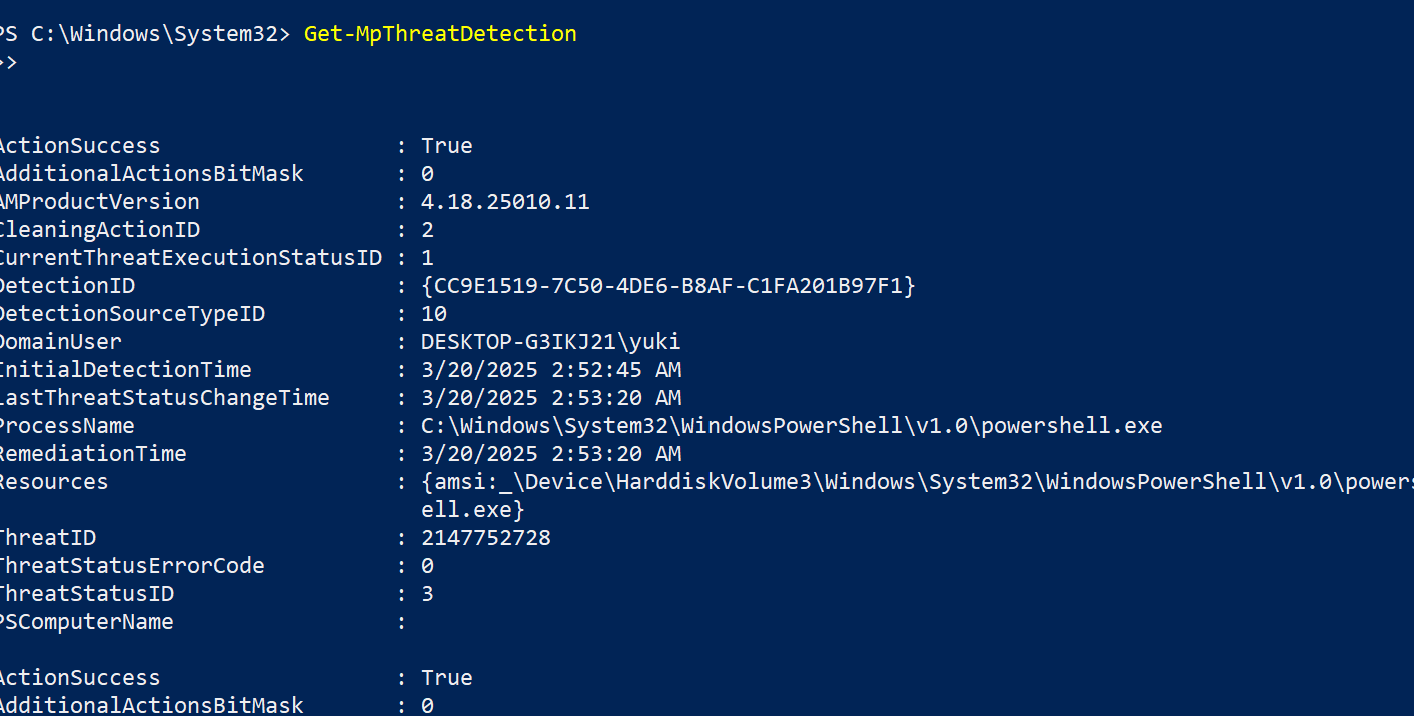 PS C:\Windows\System32> Get-MpThreatDetection
>>
ActionSuccess : True
AdditionalActionsBitMask : 0
AMProductVersion : 4.18.25010.11
CleaningActionID : 2
CurrentThreatExecutionStatusID : 1
DetectionID : {CC9E1519-7C50-4DE6-B8AF-C1FA201B97F1}
DetectionSourceTypeID : 10
DomainUser : DESKTOP-G3IKJ21\yuki
InitialDetectionTime : 3/20/2025 2:52:45 AM
LastThreatStatusChangeTime : 3/20/2025 2:53:20 AM
ProcessName : C:\Windows\System32\WindowsPowerShell\v1.0\powershell.exe
RemediationTime : 3/20/2025 2:53:20 AM
Resources : {amsi:_\Device\HarddiskVolume3\Windows\System32\WindowsPowerShell\v1.0\powers
ell.exe}
ThreatID : 2147752728
ThreatStatusErrorCode : 0
ThreatStatusID : 3
PSComputerName :
ActionSuccess : True
AdditionalActionsBitMask : 0